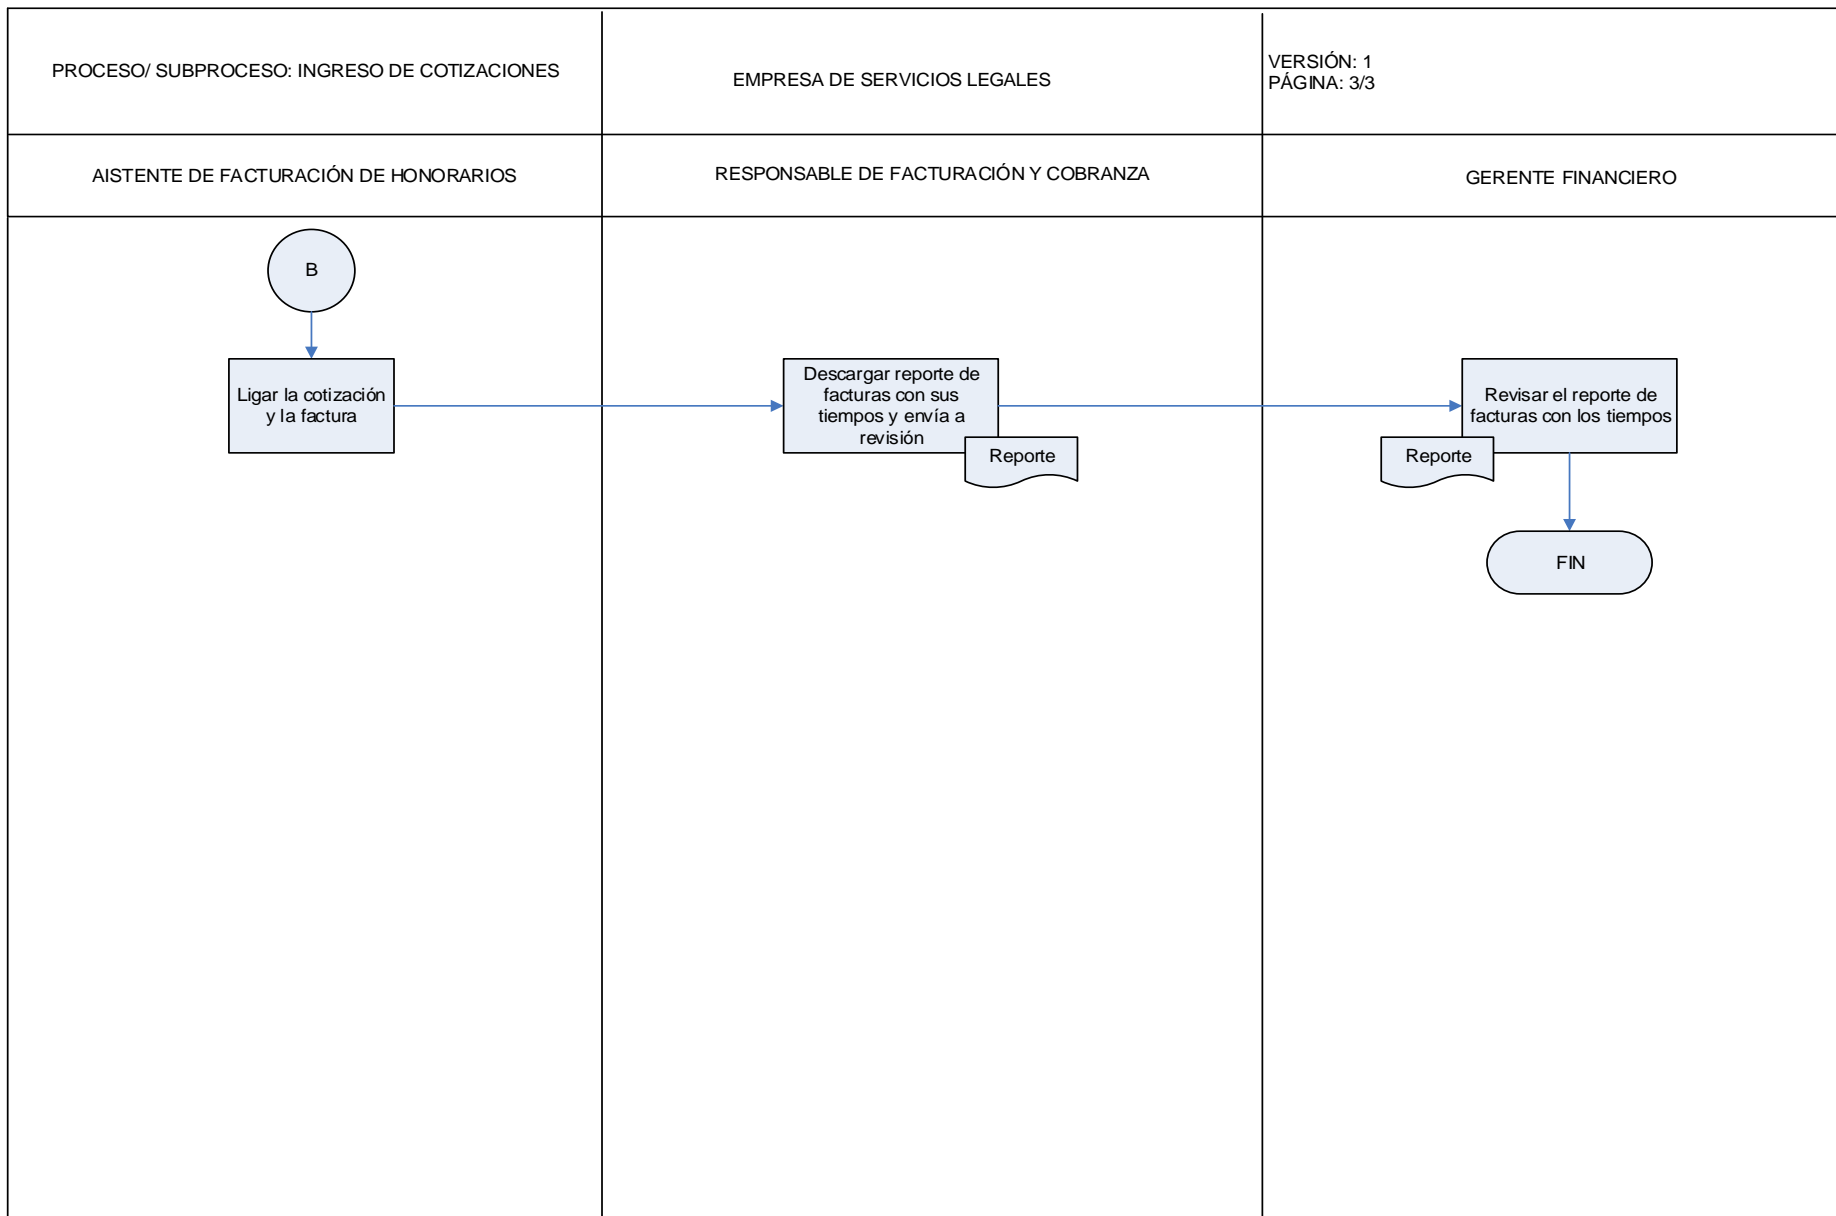 PROCESO/ SUBPROCESO: INGRESO DE COTIZACIONES
EMPRESA DE SERVICIOS LEGALES
VERSIÓN: 1
PÁGINA: 3/3
AISTENTE DE FACTURACIÓN DE HONORARIOS
RESPONSABLE DE FACTURACIÓN Y COBRANZA
GERENTE FINANCIERO
B
Ligar la cotización
y la factura
Descargar reporte de
facturas con sus
tiempos y envía a
revisión
Reporte
Revisar el reporte de
facturas con los tiempos
Reporte
FIN